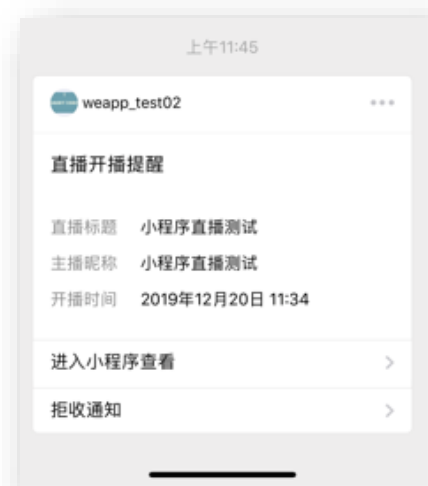 上午11:45
weapp_test02
直播开播提醒
直播标题 小程序直播测试
主播昵称 小程序直播测试
开播时间 2019年12月20日 11:34
进入小程序查看
拒收通知